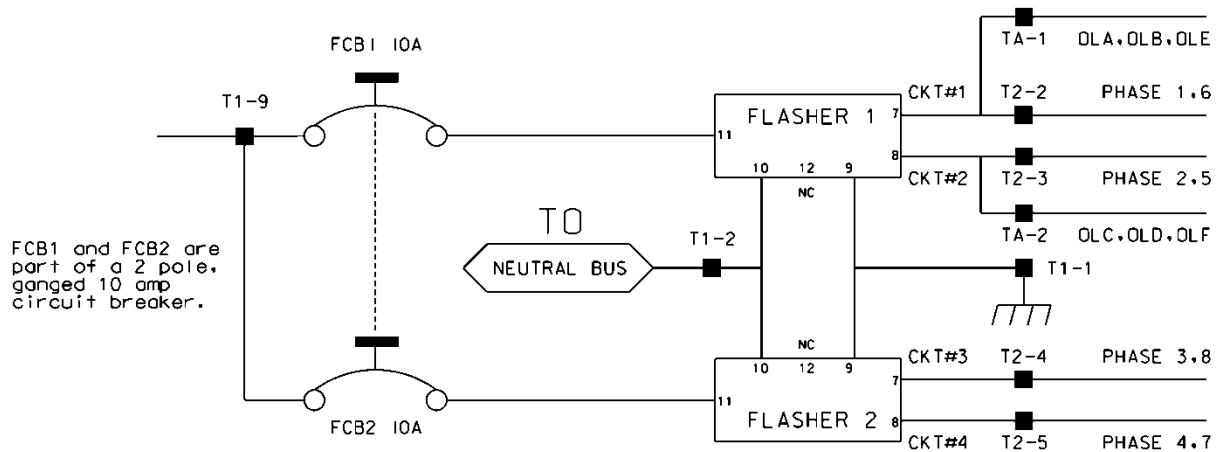 FCB1 10A
T1-9
TA-1 OLA,OLB,OLE
CKT#1 T2-2 PHASE 1,6
FLASHER 1
11
7
8
10 12 9
NC
CKT#2 T2-3 PHASE 2,5
TA-2 OLC,OLD,OLF
TO
NEUTRAL BUS
T1-2
T1-1
FCB1 and FCB2 are
part of a 2 pole,
ganged 10 amp
circuit breaker.
NC
10 12 9
11
7
8
FLASHER 2
CKT#3 T2-4 PHASE 3,8
CKT#4 T2-5 PHASE 4,7
FCB2 10A